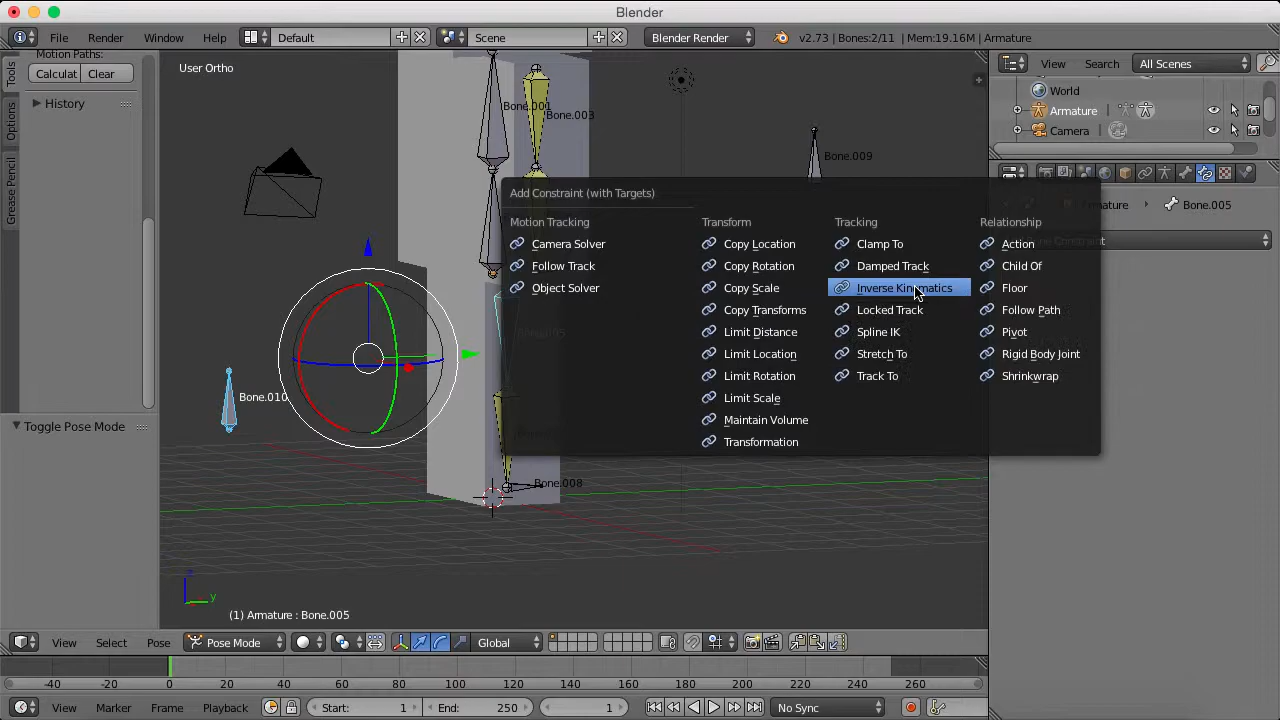 Blender
File Render Window Help Default Scene Blender Render v2.73 | Bones:2/11 | Mem:19.16M | Armature
Motion Paths:
Calculat Clear
History
Tools
Options
Grease Pencil
Toggle Pose Mode
User Ortho
Bone.001
Bone.003
Bone.009
Bone.010
Bone.008
View Search All Scenes
World
Armature
Camera
Bone.005
Add Constraint (with Targets)
Motion Tracking
Camera Solver
Follow Track
Object Solver
Transform
Copy Location
Copy Rotation
Copy Scale
Copy Transforms
Limit Distance
Limit Location
Limit Rotation
Limit Scale
Maintain Volume
Transformation
Tracking
Clamp To
Damped Track
Inverse Kinematics
Locked Track
Spline IK
Stretch To
Track To
Relationship
Action
Child Of
Floor
Follow Path
Pivot
Rigid Body Joint
Shrinkwrap
z
y
(1) Armature : Bone.005
View Select Pose Pose Mode Global
-40 -20 0 20 40 60 80 100 120 140 160 180 200 220 240 260
View Marker Frame Playback Start: 1 End: 250 1 No Sync